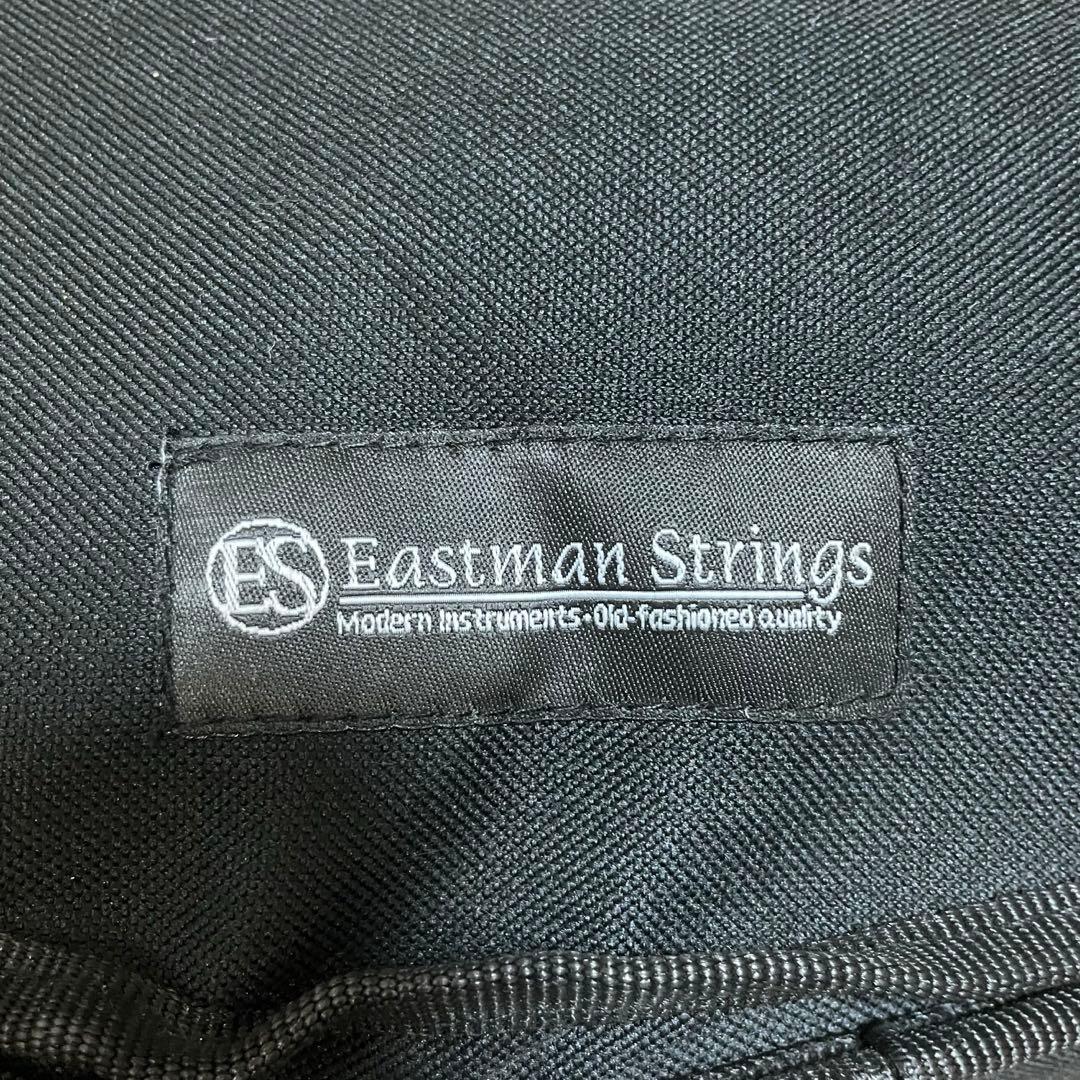 ES Eastman Strings
Modern Instruments•Old-fashioned quality